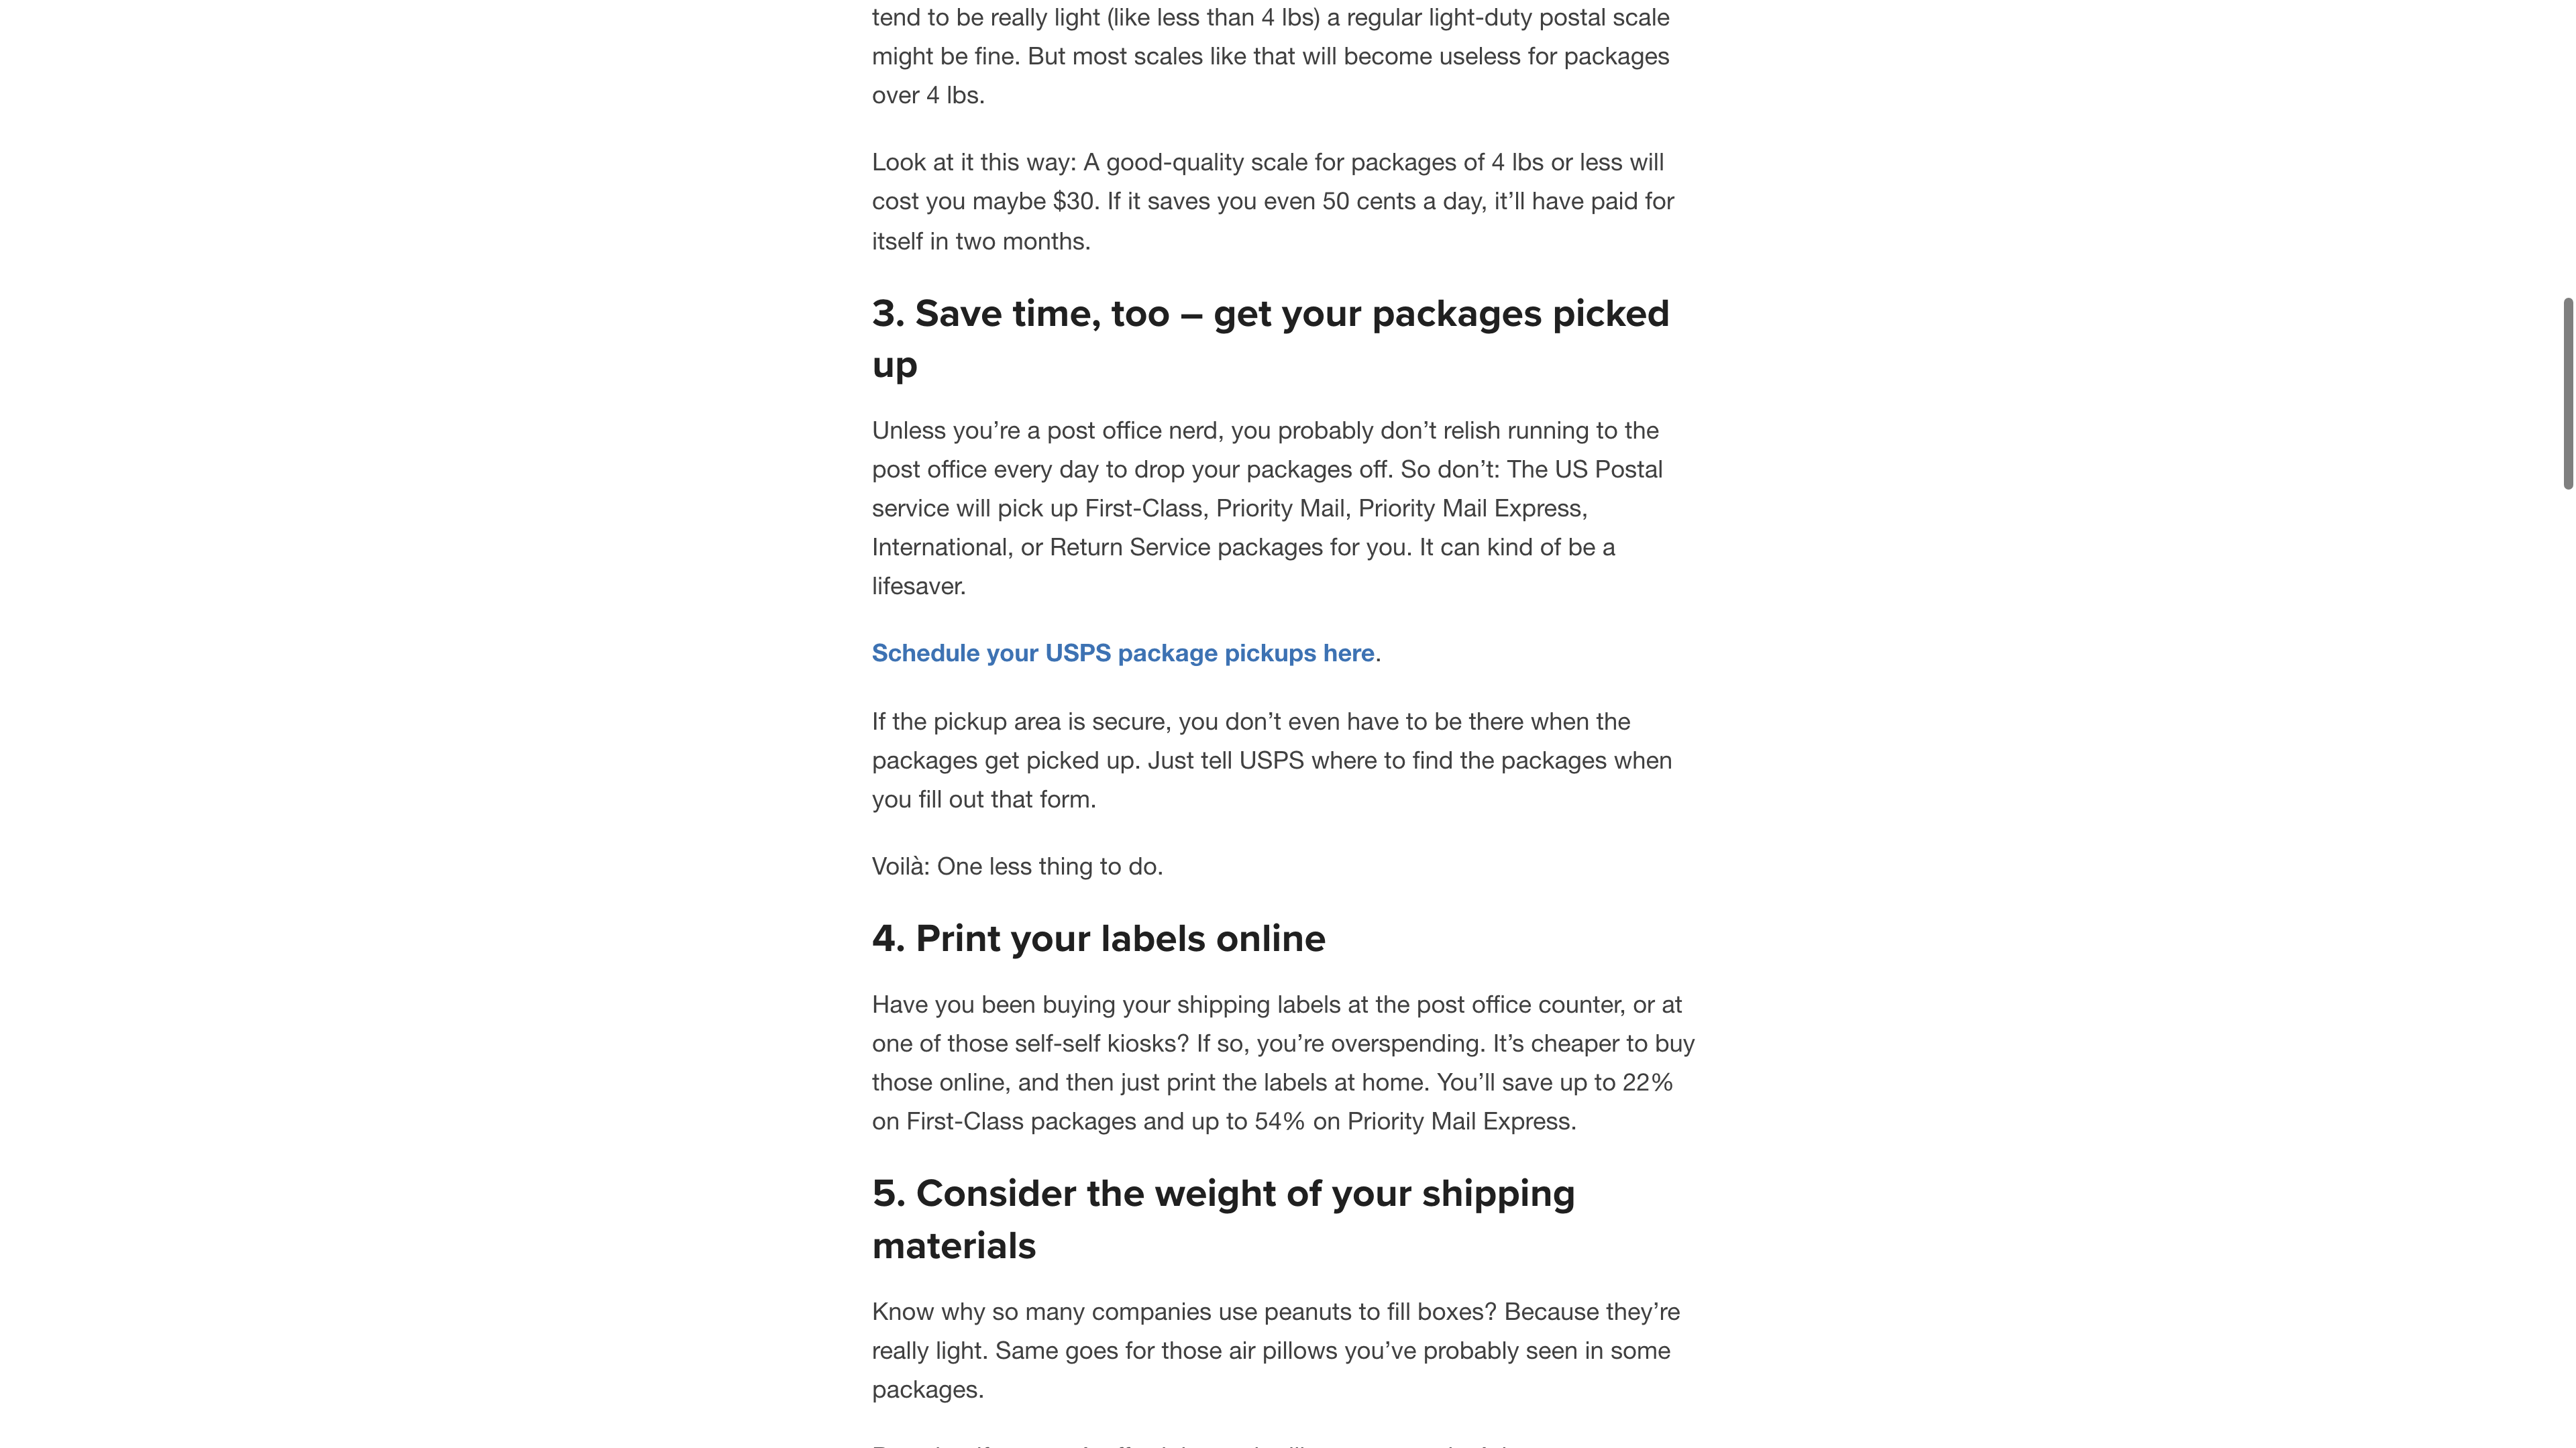 tend to be really light (like less than 4 lbs) a regular light-duty postal scale
might be fine. But most scales like that will become useless for packages
over 4 lbs.
Look at it this way: A good-quality scale for packages of 4 lbs or less will
cost you maybe $30. If it saves you even 50 cents a day, it’ll have paid for
itself in two months.
3. Save time, too – get your packages picked
up
Unless you’re a post office nerd, you probably don’t relish running to the
post office every day to drop your packages off. So don’t: The US Postal
service will pick up First-Class, Priority Mail, Priority Mail Express,
International, or Return Service packages for you. It can kind of be a
lifesaver.
Schedule your USPS package pickups here.
If the pickup area is secure, you don’t even have to be there when the
packages get picked up. Just tell USPS where to find the packages when
you fill out that form.
Voilà: One less thing to do.
4. Print your labels online
Have you been buying your shipping labels at the post office counter, or at
one of those self-self kiosks? If so, you’re overspending. It’s cheaper to buy
those online, and then just print the labels at home. You’ll save up to 22%
on First-Class packages and up to 54% on Priority Mail Express.
5. Consider the weight of your shipping
materials
Know why so many companies use peanuts to fill boxes? Because they’re
really light. Same goes for those air pillows you’ve probably seen in some
packages.